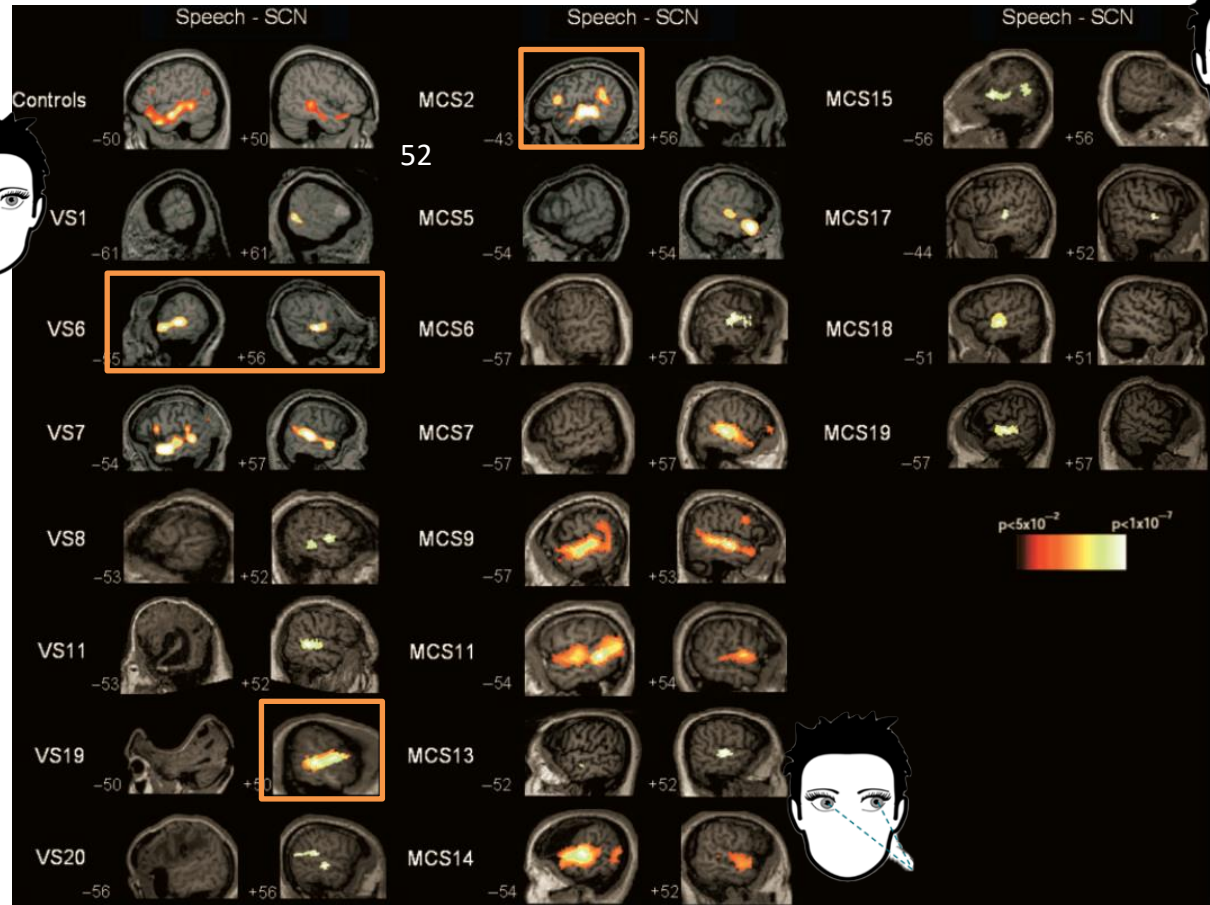 Speech - SCN
Speech - SCN
Speech - SCN
Controls
−50
+50
MCS2
−43
+56
MCS15
−56
+56
52
VS1
−61
+61
MCS5
−54
+54
MCS17
−44
+52
VS6
−55
+56
MCS6
−57
+57
MCS18
−51
+51
VS7
−54
+57
MCS7
−57
+57
MCS19
−57
+57
VS8
−53
+52
MCS9
−57
+53
p<5x10⁻²
p<1x10⁻⁷
VS11
−53
+52
MCS11
−54
+54
VS19
−50
+50
MCS13
−52
+52
VS20
−56
+56
MCS14
−54
+52